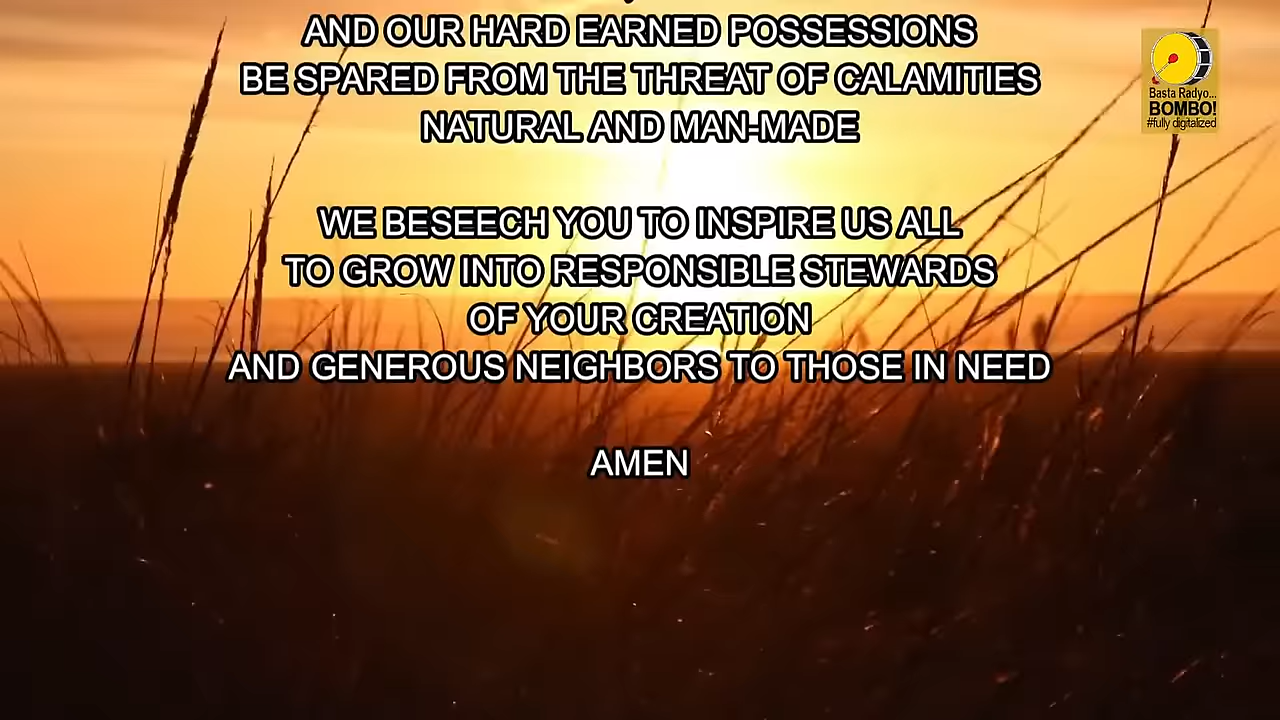 AND OUR HARD EARNED POSSESSIONS
BE SPARED FROM THE THREAT OF CALAMITIES
NATURAL AND MAN-MADE
WE BESEECH YOU TO INSPIRE US ALL
TO GROW INTO RESPONSIBLE STEWARDS
OF YOUR CREATION
AND GENEROUS NEIGHBORS TO THOSE IN NEED
AMEN
Basta Radyo...
BOMBO!
#fully digitalized